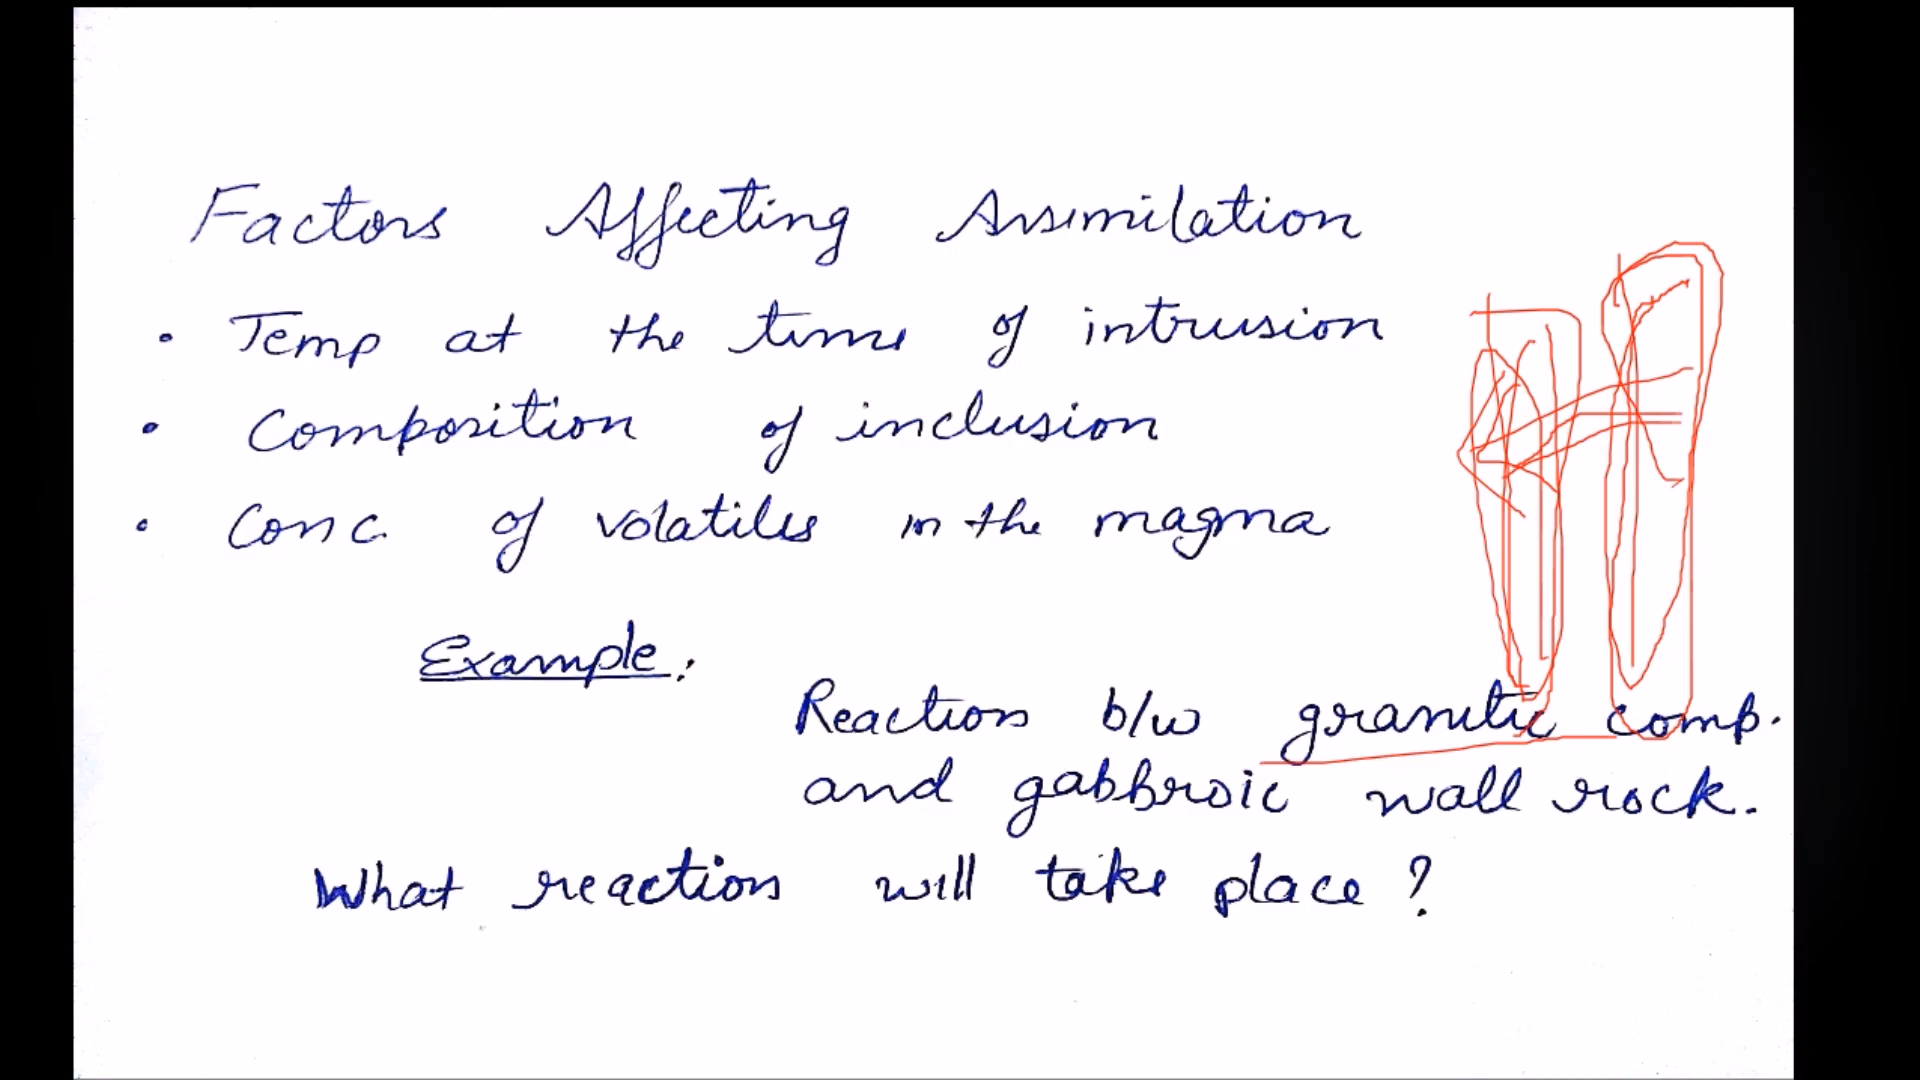 Factors Affecting Assimilation
• Temp at the time of intrusion
• Composition of inclusion
• Conc. of volatiles in the magma
Example:
Reaction b/w granitic comp.
and gabbroic wall rock.
What reaction will take place?